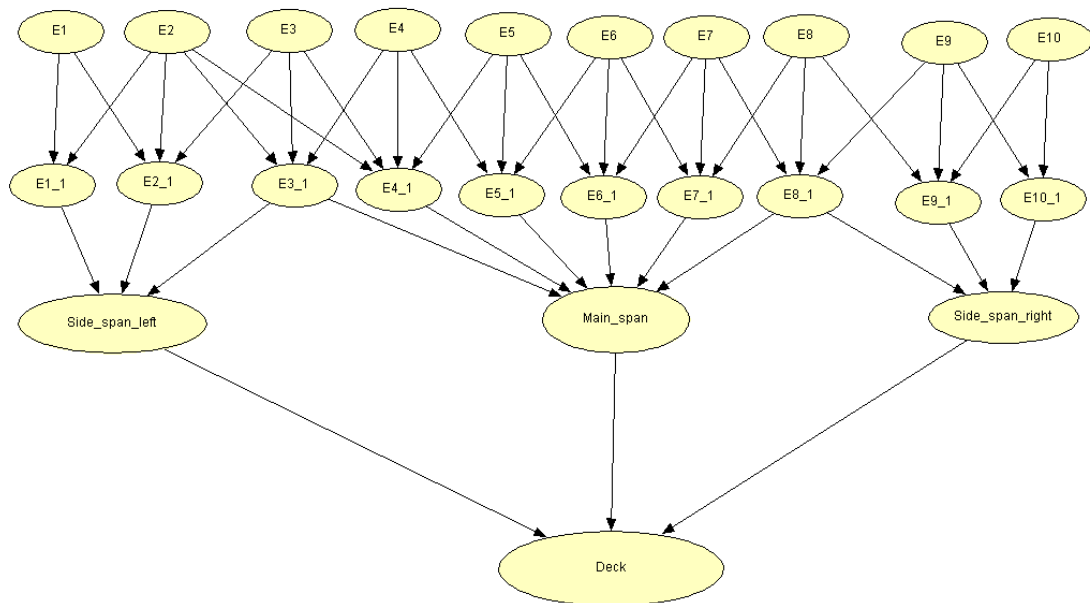 E1
E2
E3
E4
E5
E6
E7
E8
E9
E10
E1_1
E2_1
E3_1
E4_1
E5_1
E6_1
E7_1
E8_1
E9_1
E10_1
Side_span_left
Main_span
Side_span_right
Deck